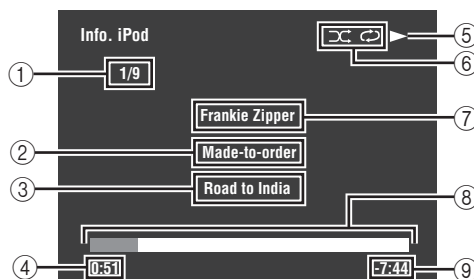 Info. iPod
⑤
⑥
① 1/9
Frankie Zipper ⑦
② Made-to-order
③ Road to India
⑧
④ 0:51 -7:44 ⑨